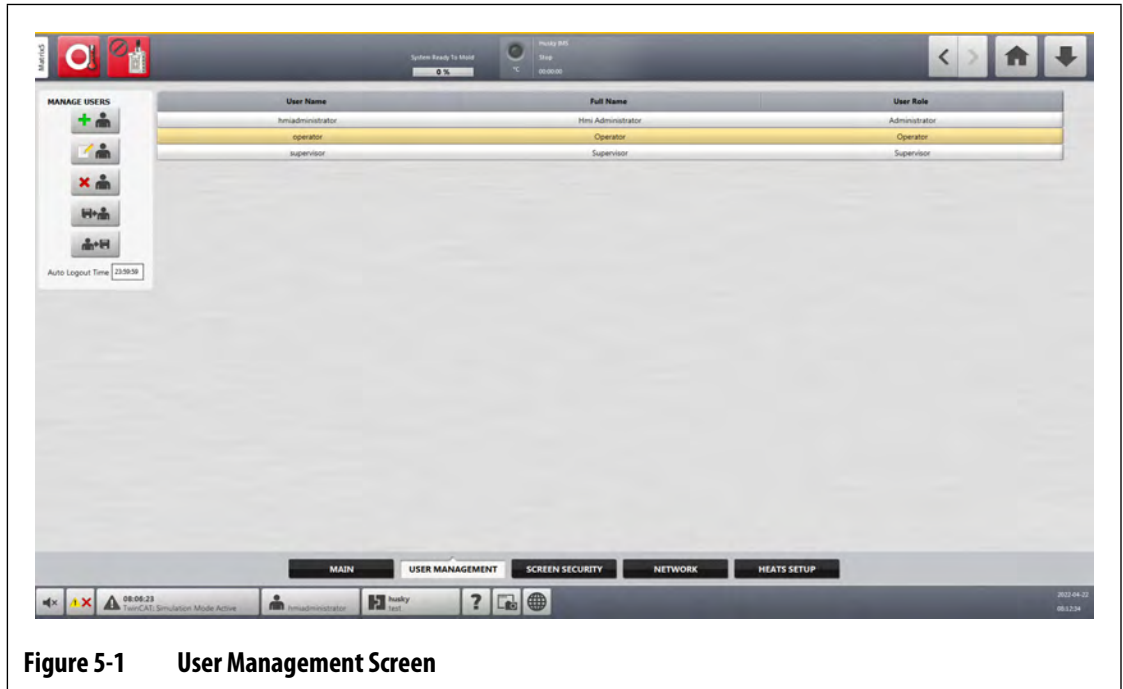 Matrix5
System Ready To Mold
0 %
°C
Husky IMS
Stop
00:00:00
MANAGE USERS
User Name Full Name User Role
hmiadministrator Hmi Administrator Administrator
operator Operator Operator
supervisor Supervisor Supervisor
Auto Logout Time 23:59:59
MAIN USER MANAGEMENT SCREEN SECURITY NETWORK HEATS SETUP
08:08:23
TwinCAT: Simulation Mode Active
hmiadministrator
husky
test
?
2022-04-22
Figure 5-1 User Management Screen